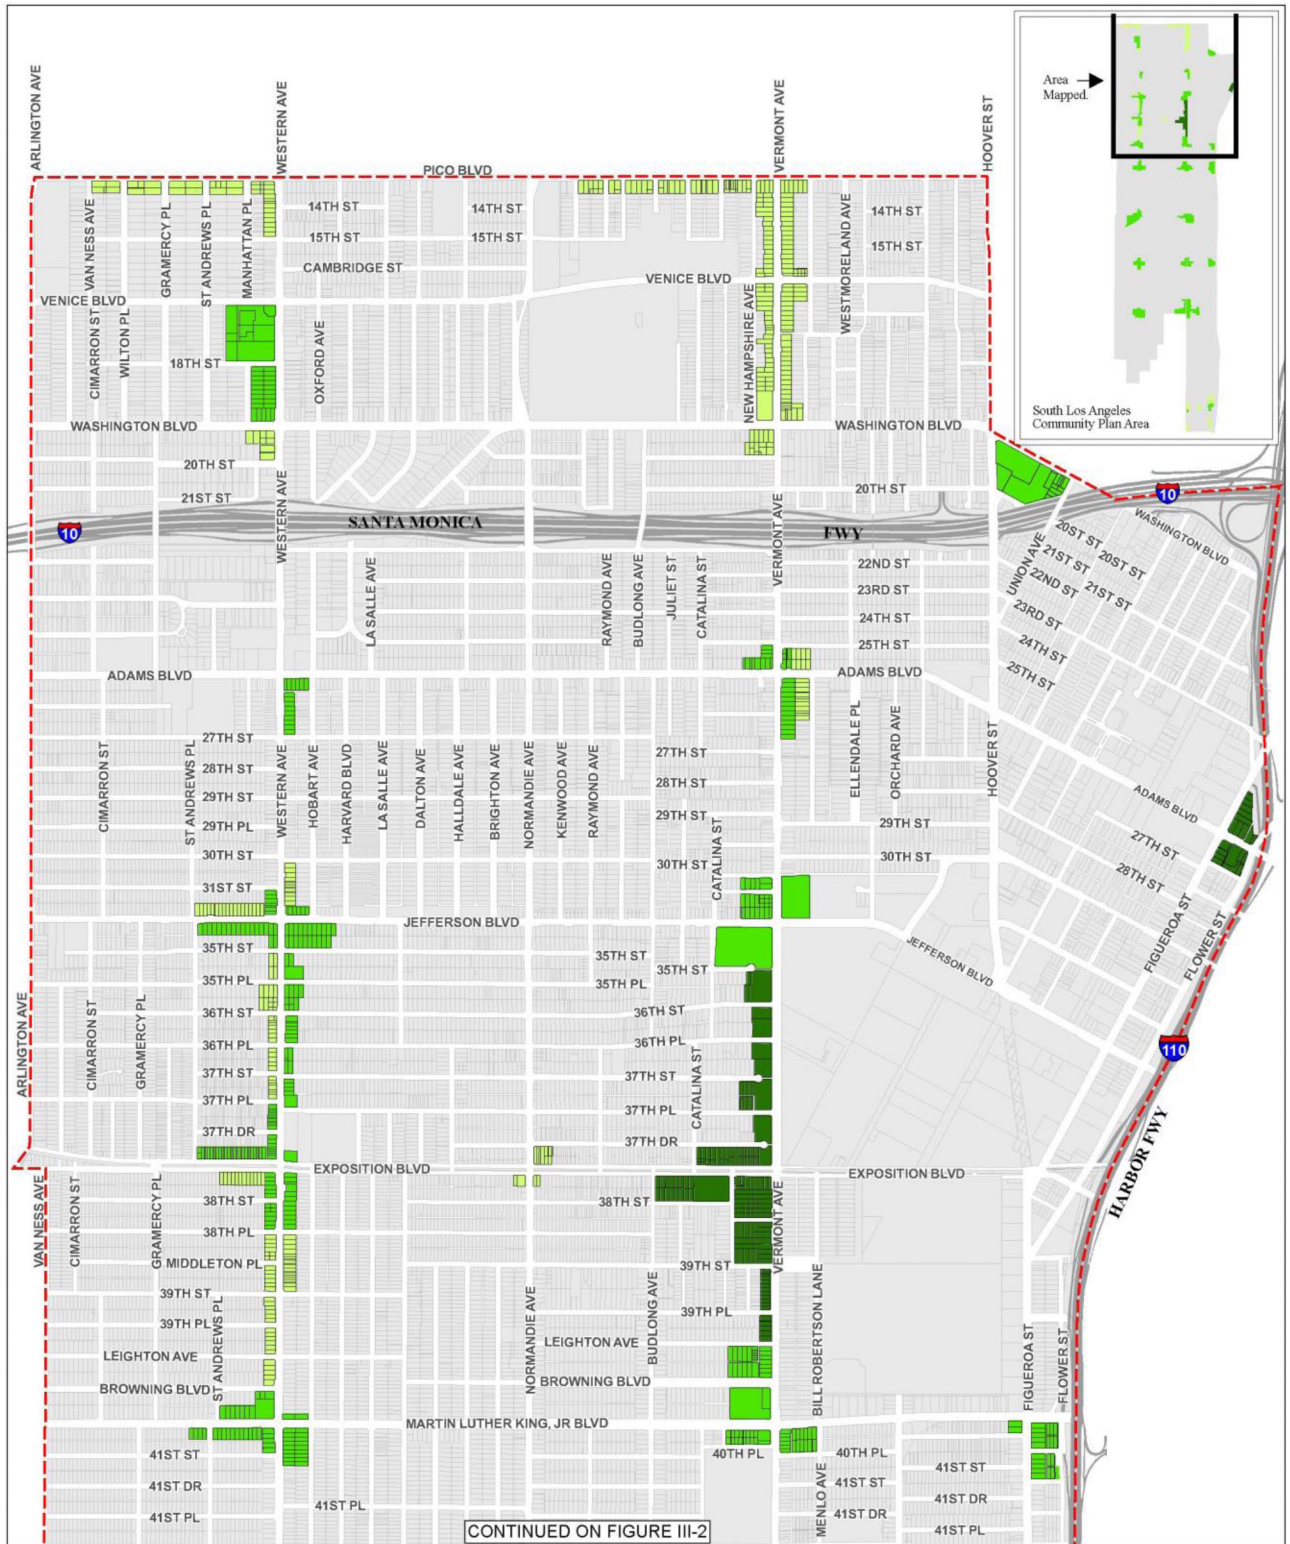 ARLINGTON AVE
WESTERN AVE
VERMONT AVE
HOOVER ST
Area
Mapped.
South Los Angeles
Community Plan Area
PICO BLVD
14TH ST
14TH ST
14TH ST
15TH ST
15TH ST
15TH ST
CAMBRIDGE ST
VAN NESS AVE
GRAMERCY PL
ST ANDREWS PL
MANHATTAN PL
WESTMORELAND AVE
VENICE BLVD
VENICE BLVD
CIMARRON ST
WILTON PL
18TH ST
OXFORD AVE
NEW HAMPSHIRE AVE
WASHINGTON BLVD
WASHINGTON BLVD
20TH ST
21ST ST
WESTERN AVE
20TH ST
10
10
SANTA MONICA
FWY
VERMONT AVE
WASHINGTON BLVD
20ST ST
20ST ST
21ST ST
21ST ST
22ND ST
23RD ST
24TH ST
25TH ST
UNION AVE
LA SALLE AVE
RAYMOND AVE
BUDLONG AVE
JULIET ST
CATALINA ST
22ND ST
23RD ST
24TH ST
25TH ST
ADAMS BLVD
ADAMS BLVD
27TH ST
28TH ST
29TH ST
29TH PL
30TH ST
31ST ST
CIMARRON ST
ST ANDREWS PL
WESTERN AVE
HOBART AVE
HARVARD BLVD
LA SALLE AVE
DALTON AVE
HALLDALE AVE
BRIGHTON AVE
NORMANDIE AVE
KENWOOD AVE
RAYMOND AVE
27TH ST
28TH ST
29TH ST
30TH ST
CATALINA ST
ELLENDALE PL
ORCHARD AVE
HOOVER ST
29TH ST
30TH ST
ADAMS BLVD
27TH ST
28TH ST
FIGUEROA ST
FLOWER ST
JEFFERSON BLVD
JEFFERSON BLVD
35TH ST
35TH PL
36TH ST
36TH PL
37TH ST
37TH PL
37TH DR
ARLINGTON AVE
CIMARRON ST
GRAMERCY PL
35TH ST
35TH ST
35TH PL
36TH ST
36TH PL
37TH ST
37TH PL
37TH DR
CATALINA ST
110
HARBOR FWY
EXPOSITION BLVD
EXPOSITION BLVD
VAN NESS AVE
CIMARRON ST
GRAMERCY PL
38TH ST
38TH PL
MIDDLETON PL
39TH ST
39TH PL
LEIGHTON AVE
BROWNING BLVD
ST ANDREWS PL
38TH ST
39TH ST
39TH PL
LEIGHTON AVE
BROWNING BLVD
NORMANDIE AVE
BUDLONG AVE
VERMONT AVE
BILL ROBERTSON LANE
FIGUEROA ST
FLOWER ST
MARTIN LUTHER KING, JR BLVD
41ST ST
41ST DR
41ST PL
41ST PL
40TH PL
MENLO AVE
40TH PL
41ST ST
41ST DR
41ST ST
41ST DR
41ST PL
CONTINUED ON FIGURE III-2